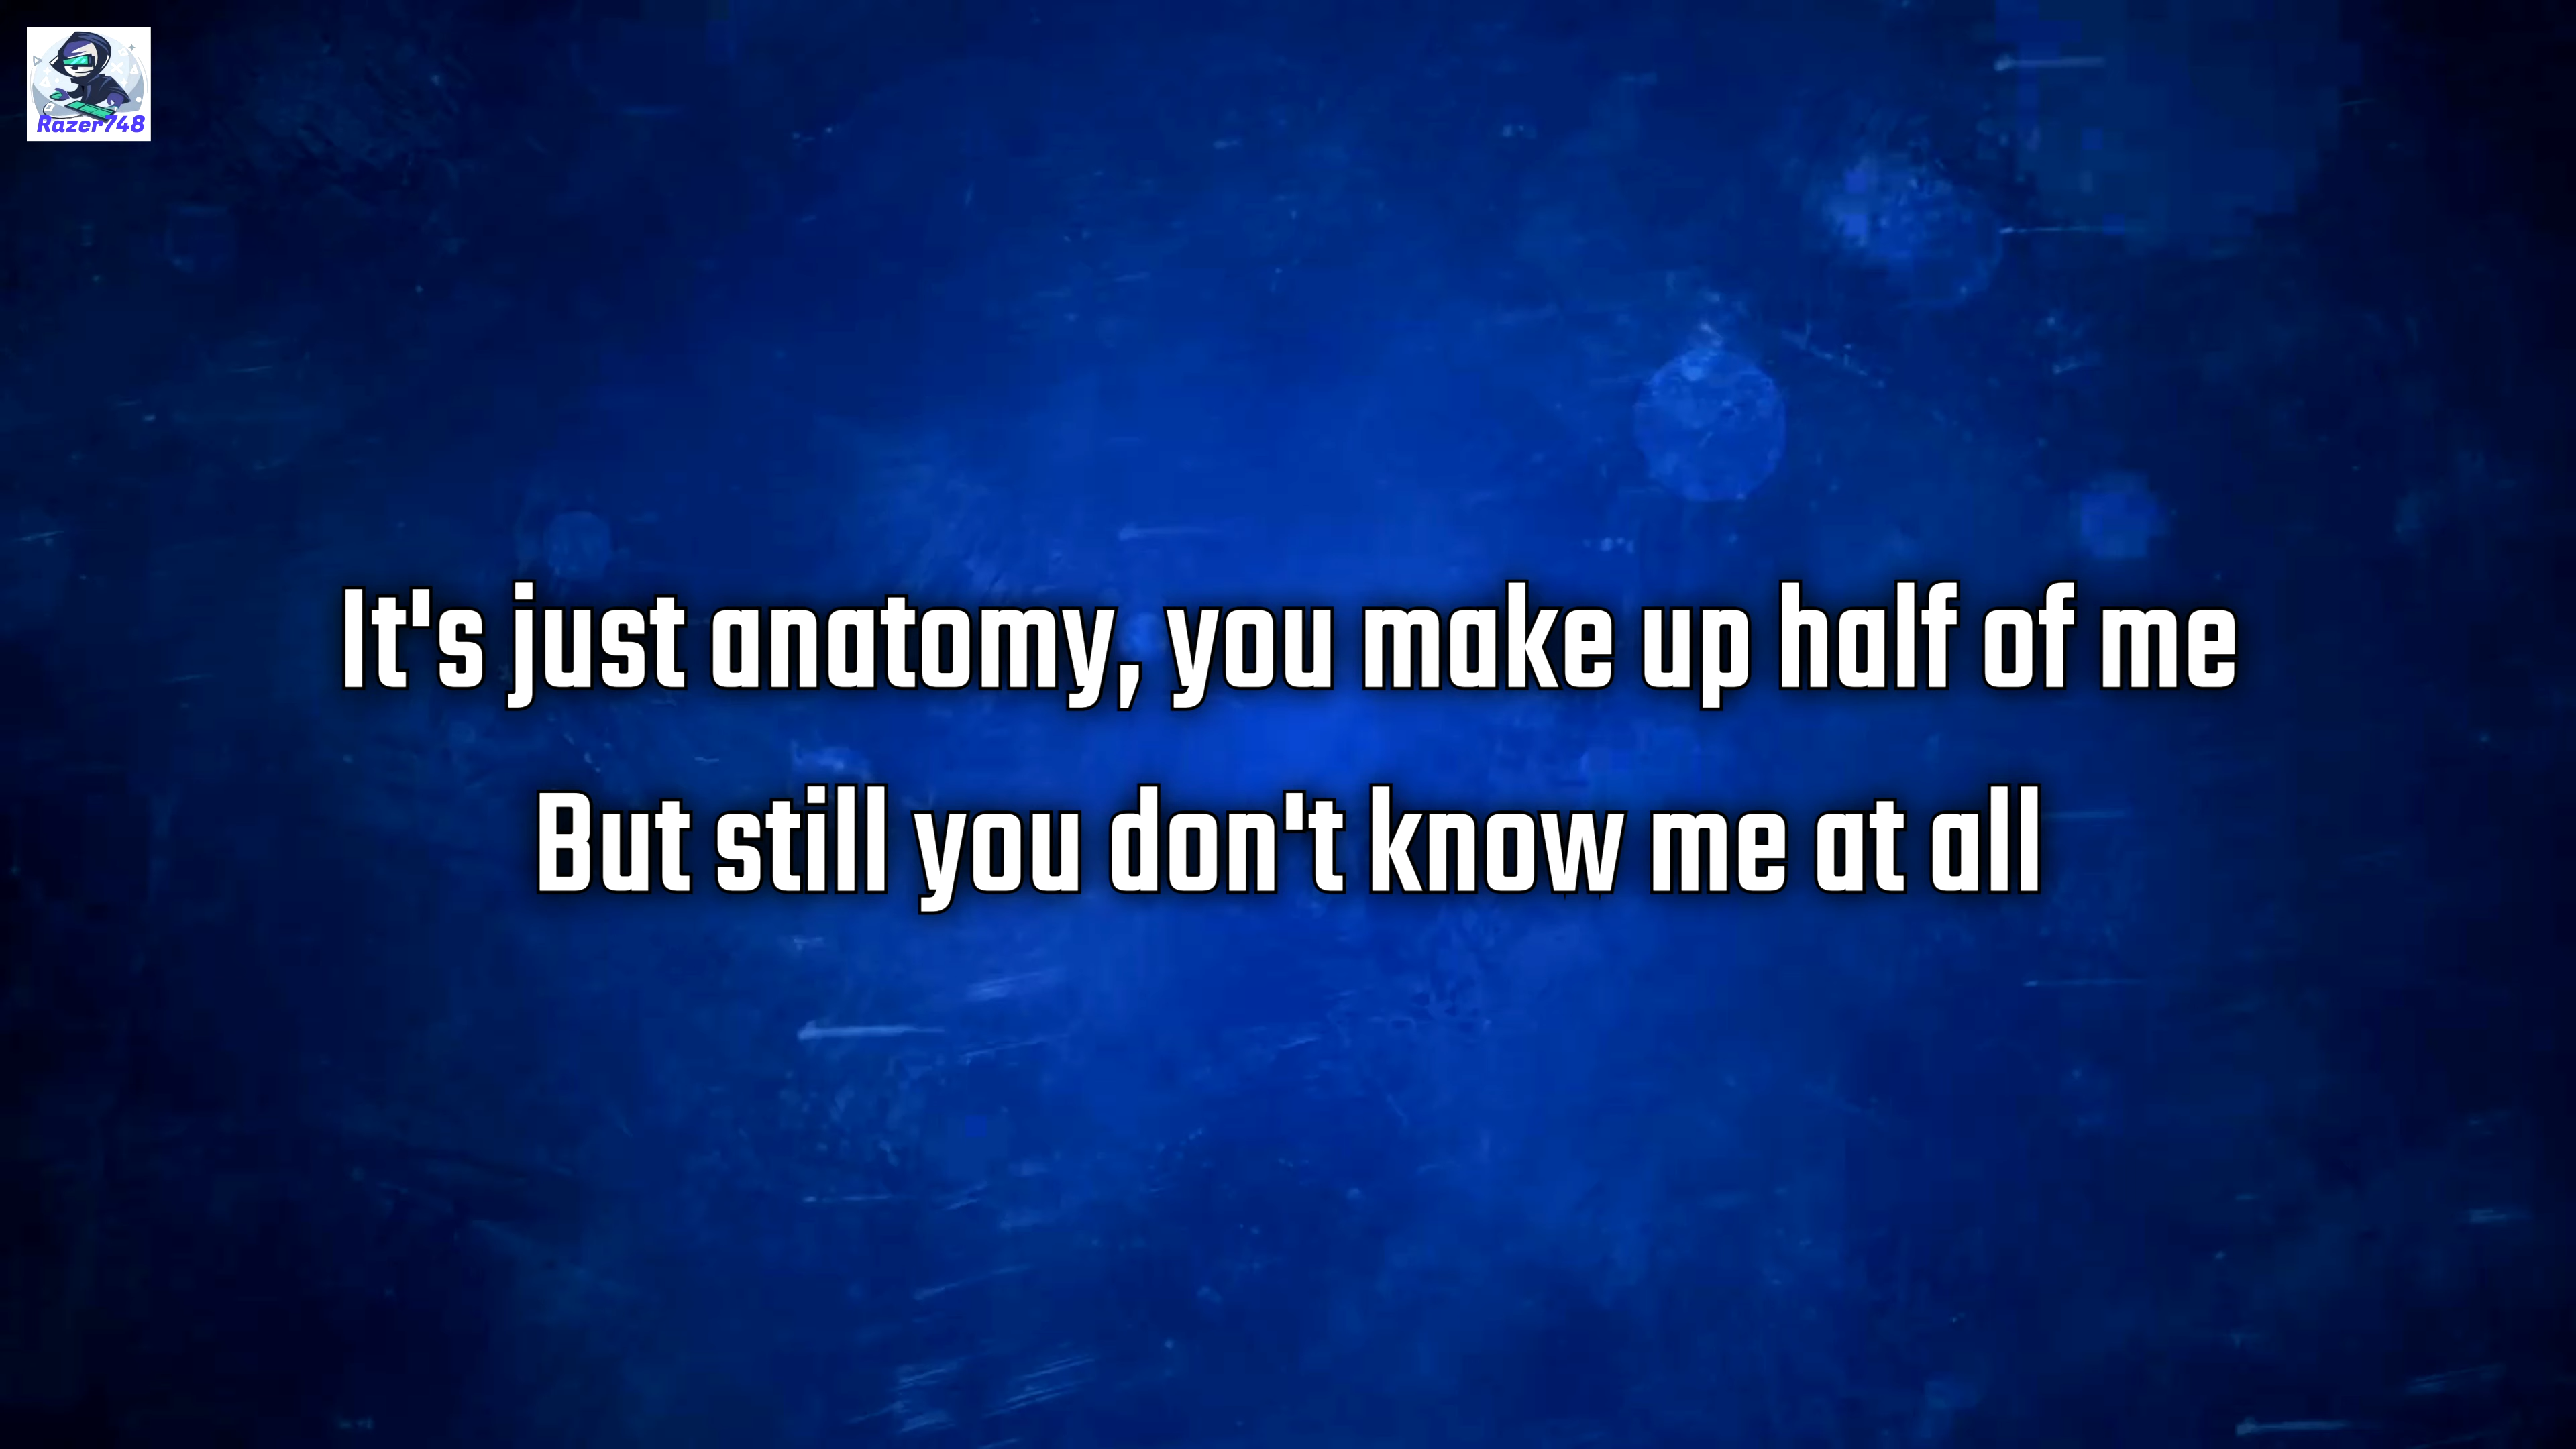 Razer748
It's just anatomy, you make up half of me
But still you don't know me at all